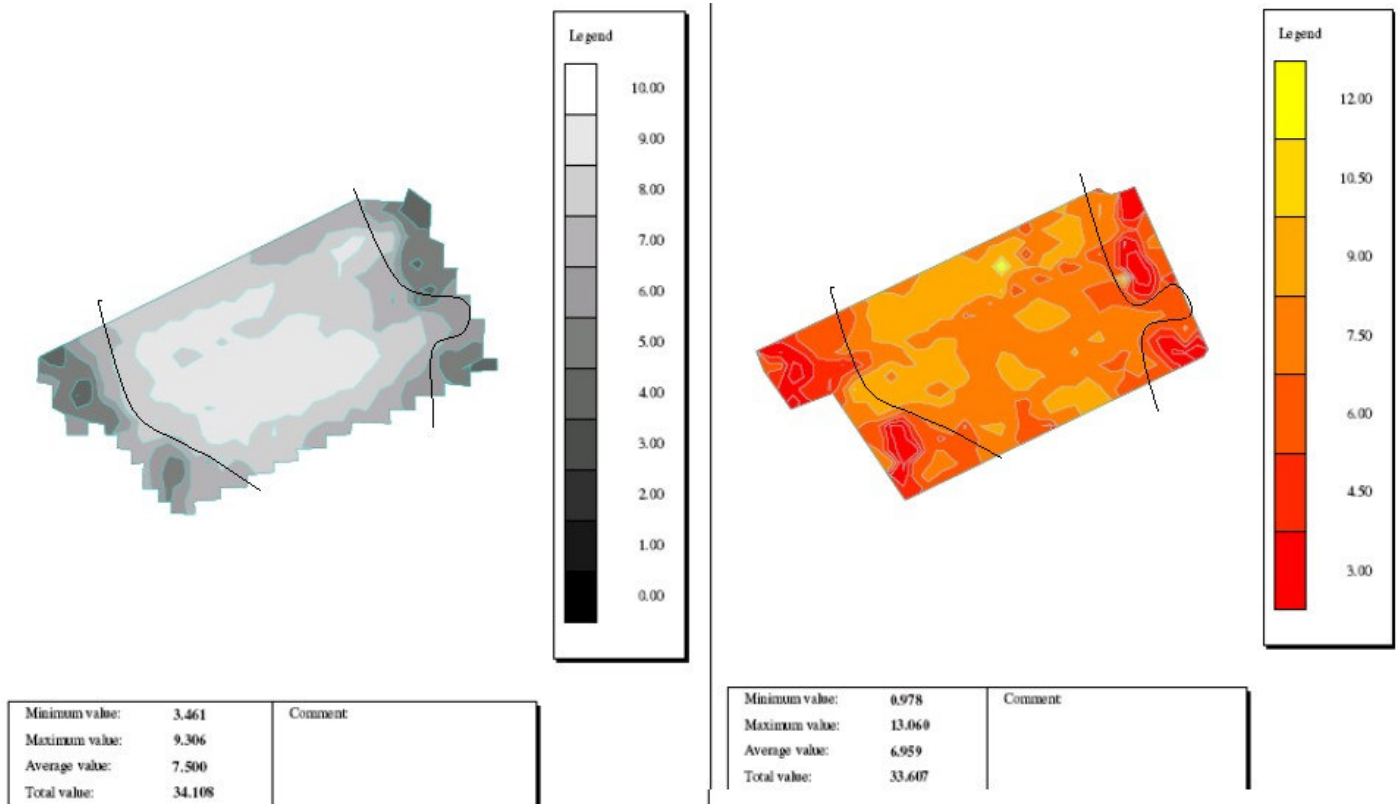 Legend
10.00
9.00
8.00
7.00
6.00
5.00
4.00
3.00
2.00
1.00
0.00
Minimum value: 3.461
Maximum value: 9.306
Average value: 7.500
Total value: 34.108
Comment
Legend
12.00
10.50
9.00
7.50
6.00
4.50
3.00
Minimum value: 0.978
Maximum value: 13.060
Average value: 6.959
Total value: 33.607
Comment